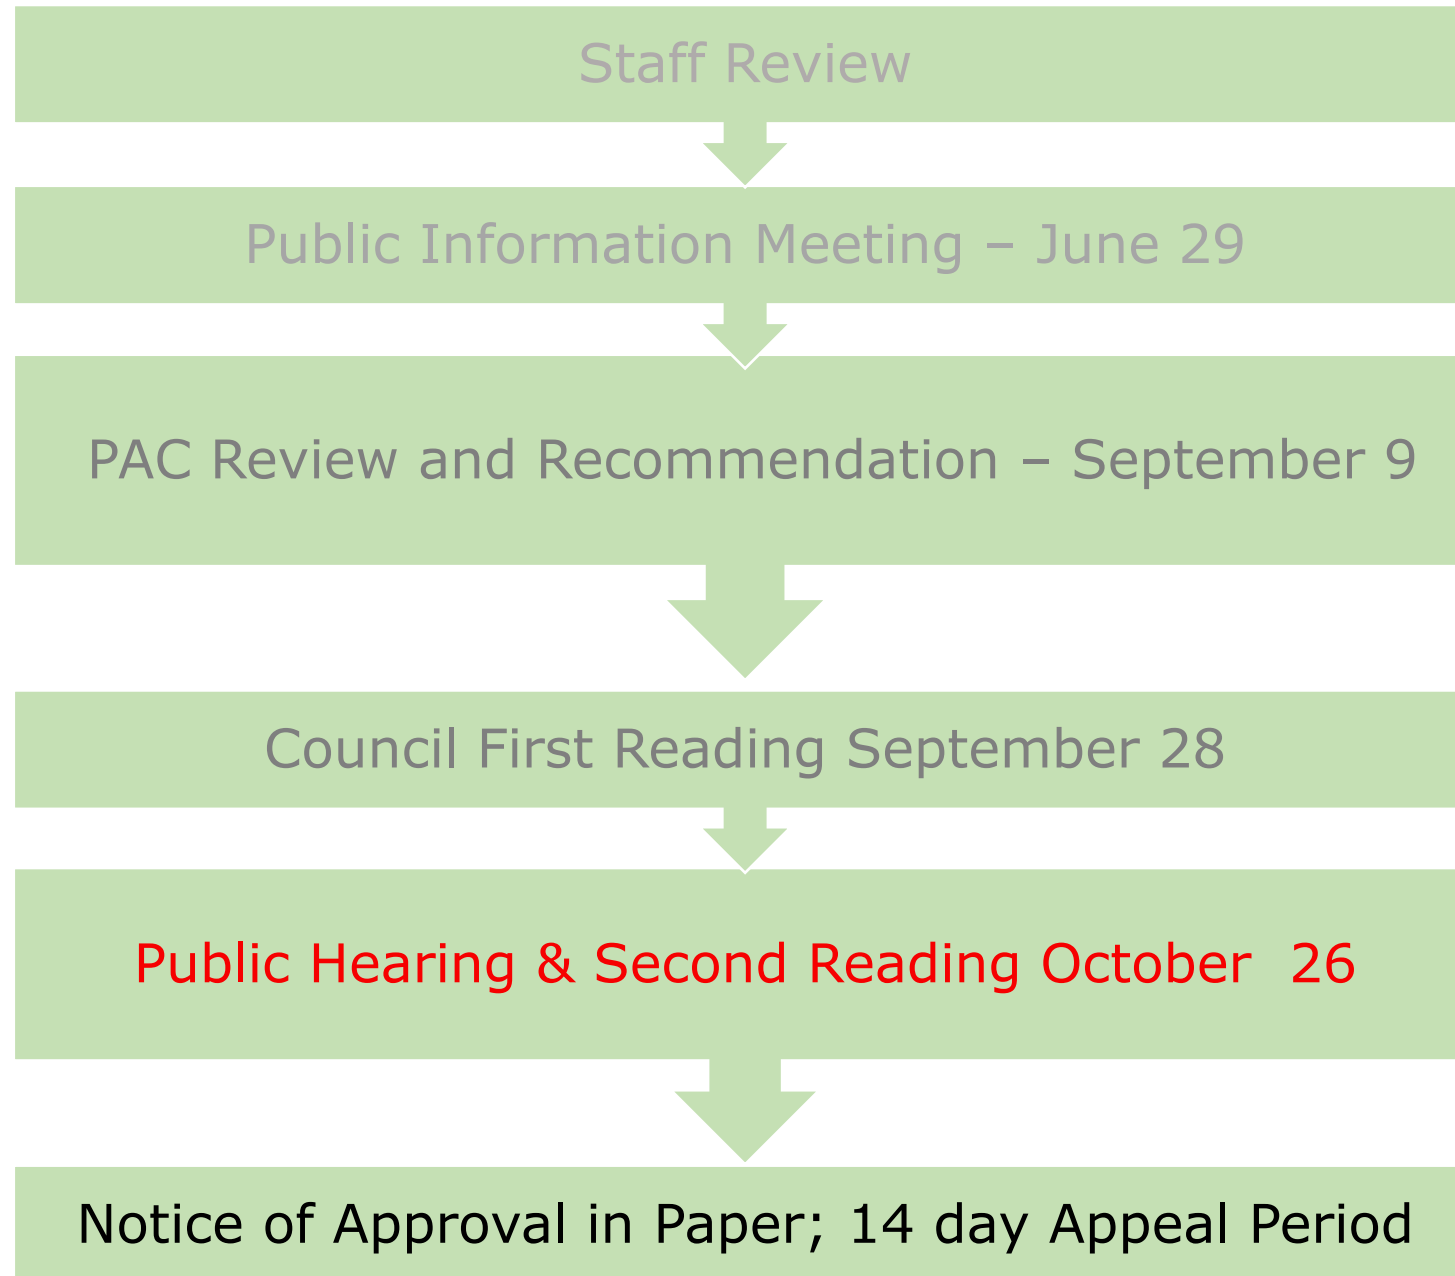 Staff Review
Public Information Meeting – June 29
PAC Review and Recommendation – September 9
Council First Reading September 28
Public Hearing & Second Reading October  26
Notice of Approval in Paper; 14 day Appeal Period